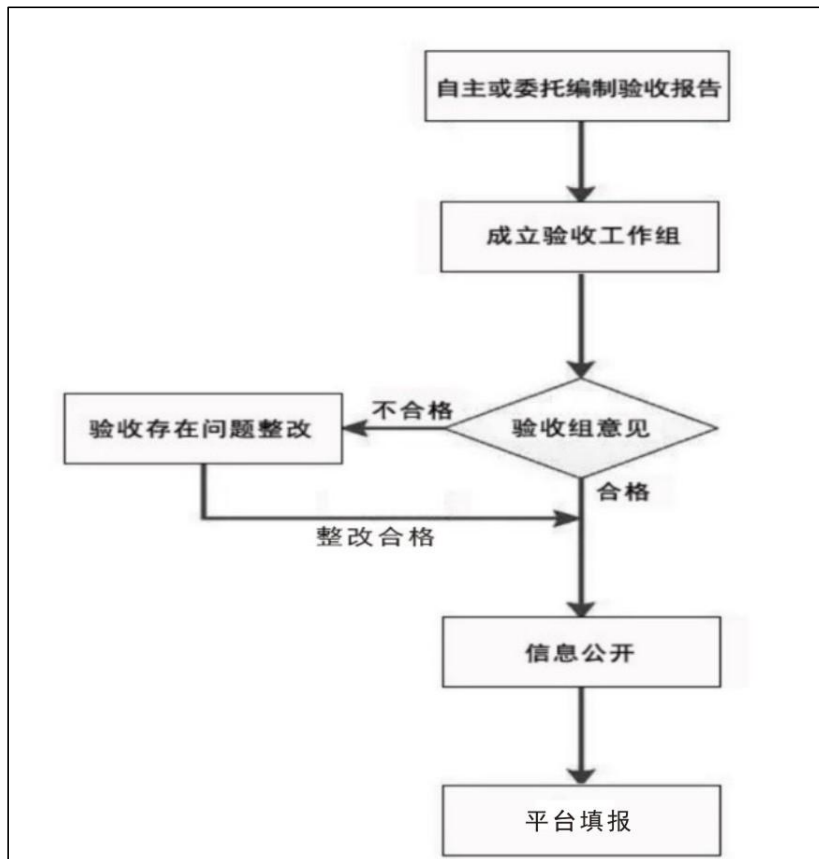 自主或委托编制验收报告
成立验收工作组
不合格
验收存在问题整改
验收组意见
合格
整改合格
信息公开
平台填报